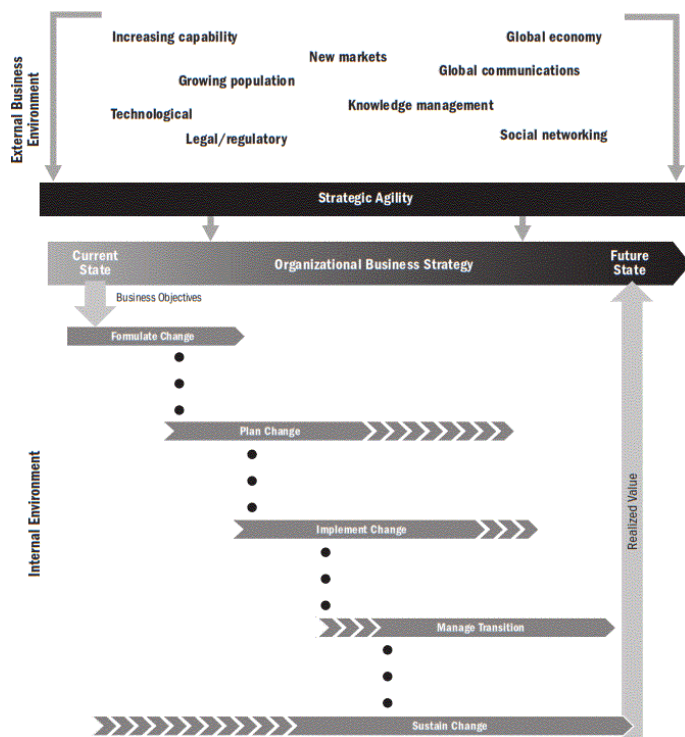 Increasing capability
Global economy
New markets
Global communications
Growing population
Knowledge management
Technological
Legal/regulatory
Social networking
External Business
Environment
Strategic Agility
Current
State
Organizational Business Strategy
Future
State
Business Objectives
Formulate Change
Plan Change
Implement Change
Manage Transition
Sustain Change
Internal Environment
Realized Value